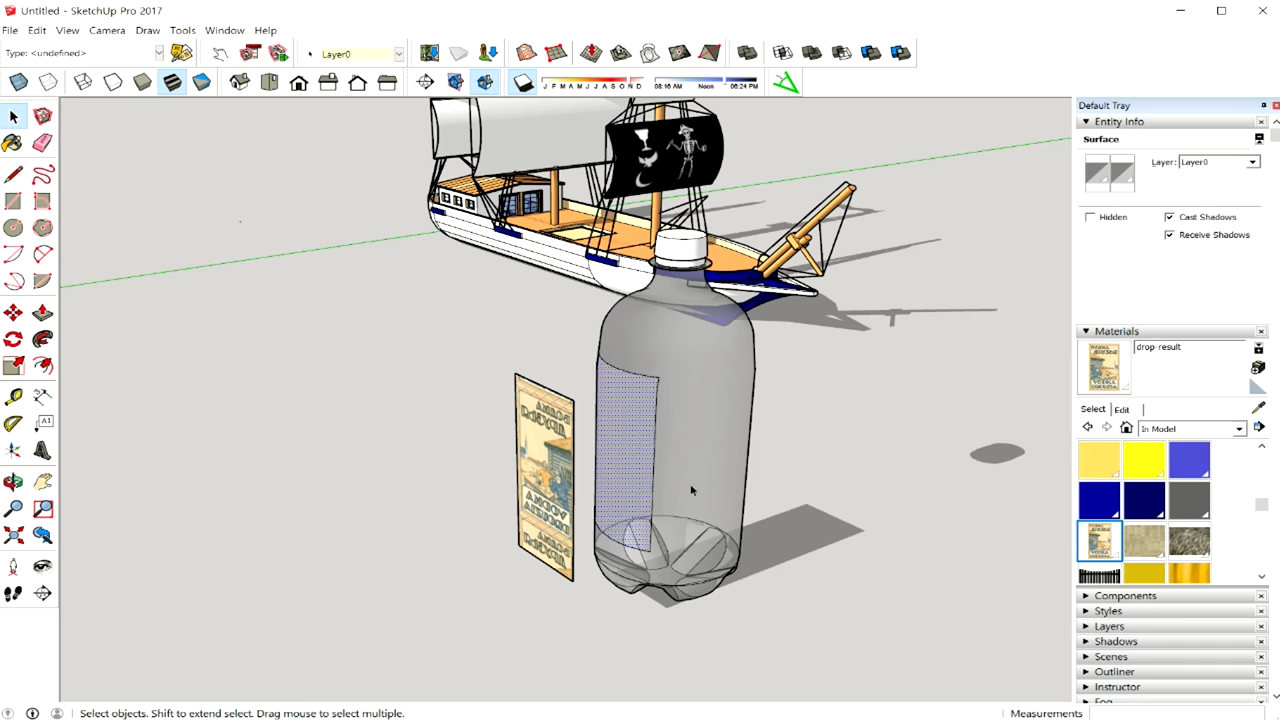 Untitled - SketchUp Pro 2017
File Edit View Camera Draw Tools Window Help
Type: <undefined>
Layer0
J F M A M J J A S O N D
08:16 AM Noon 06:24 PM
Default Tray
Entity Info
Surface
Layer: Layer0
Hidden
Cast Shadows
Receive Shadows
Materials
drop-result
Select Edit
In Model
Components
Styles
Layers
Shadows
Scenes
Outliner
Instructor
Fog
Select objects. Shift to extend select. Drag mouse to select multiple.
Measurements